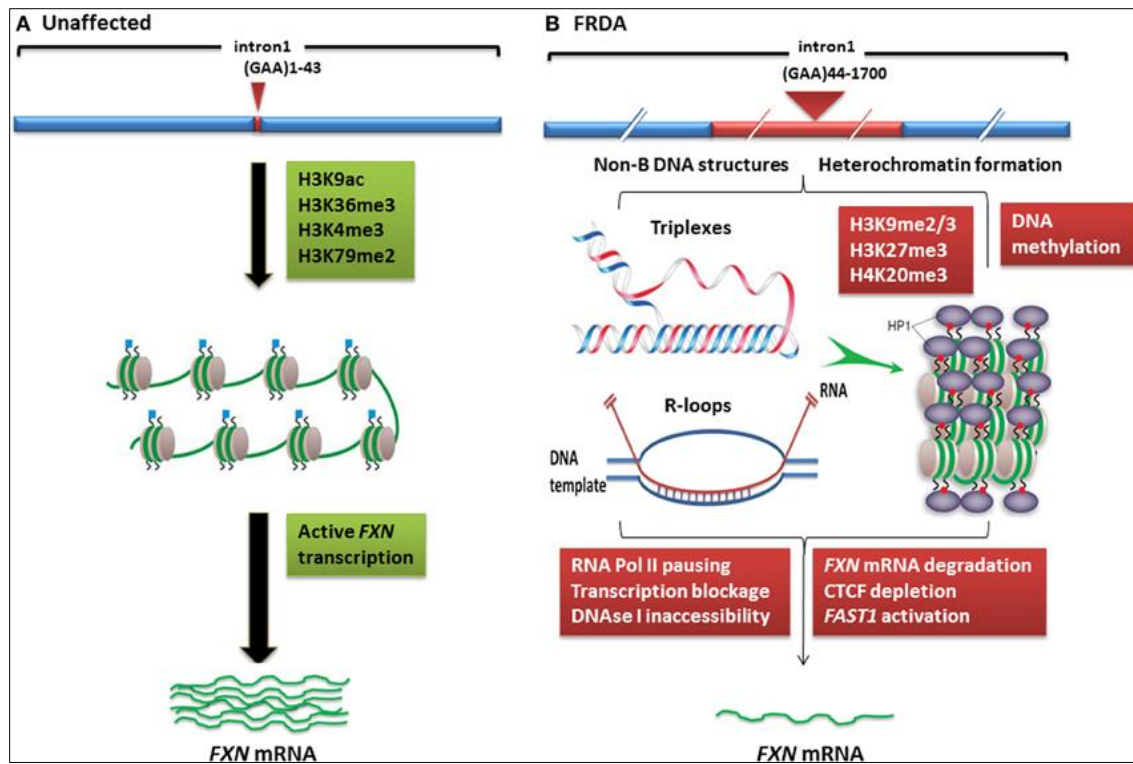 A Unaffected
intron1
(GAA)1-43
H3K9ac
H3K36me3
H3K4me3
H3K79me2
Active FXN
transcription
FXN mRNA
B FRDA
intron1
(GAA)44-1700
Non-B DNA structures
Heterochromatin formation
Triplexes
H3K9me2/3
H3K27me3
H4K20me3
DNA
methylation
HP1
R-loops
RNA
DNA
template
RNA Pol II pausing
Transcription blockage
DNAse I inaccessibility
FXN mRNA degradation
CTCF depletion
FAST1 activation
FXN mRNA